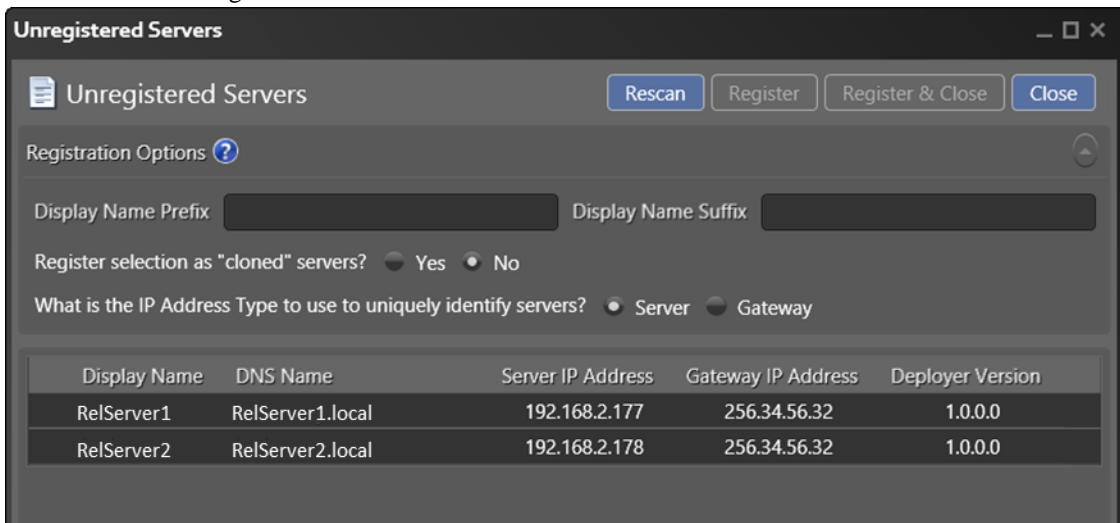 Unregistered Servers
Unregistered Servers Rescan Register Register & Close Close
Registration Options ?
Display Name Prefix Display Name Suffix
Register selection as "cloned" servers? Yes No
What is the IP Address Type to use to uniquely identify servers? Server Gateway
Display Name DNS Name Server IP Address Gateway IP Address Deployer Version
RelServer1 RelServer1.local 192.168.2.177 256.34.56.32 1.0.0.0
RelServer2 RelServer2.local 192.168.2.178 256.34.56.32 1.0.0.0